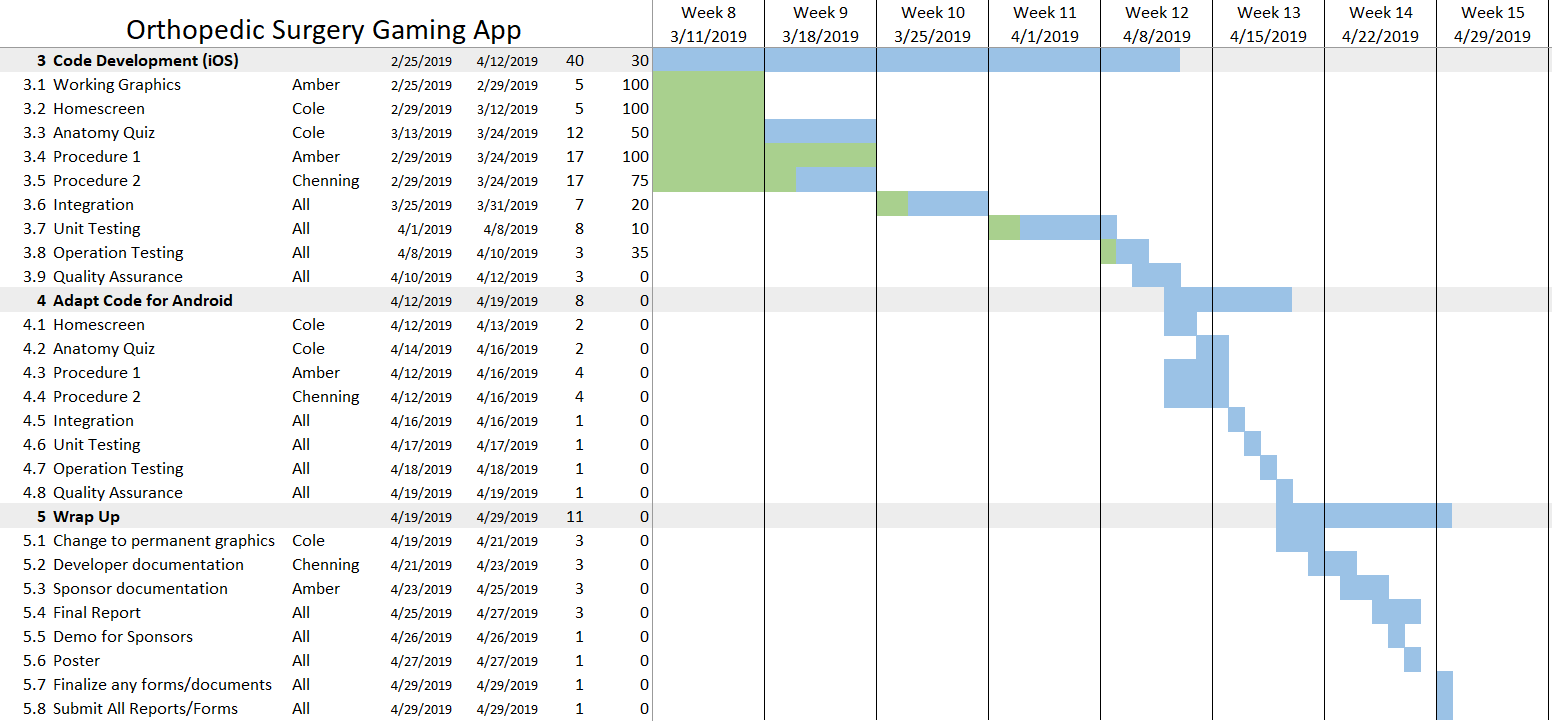 Orthopedic Surgery Gaming App
Week 8 Week 9 Week 10 Week 11 Week 12 Week 13 Week 14 Week 15
3/11/2019 3/18/2019 3/25/2019 4/1/2019 4/8/2019 4/15/2019 4/22/2019 4/29/2019
3 Code Development (iOS) 2/25/2019 4/12/2019 40 30
3.1 Working Graphics Amber 2/25/2019 2/29/2019 5 100
3.2 Homescreen Cole 2/29/2019 3/12/2019 5 100
3.3 Anatomy Quiz Cole 3/13/2019 3/24/2019 12 50
3.4 Procedure 1 Amber 2/29/2019 3/24/2019 17 100
3.5 Procedure 2 Chenning 2/29/2019 3/24/2019 17 75
3.6 Integration All 3/25/2019 3/31/2019 7 20
3.7 Unit Testing All 4/1/2019 4/8/2019 8 10
3.8 Operation Testing All 4/8/2019 4/10/2019 3 35
3.9 Quality Assurance All 4/10/2019 4/12/2019 3 0
4 Adapt Code for Android 4/12/2019 4/19/2019 8 0
4.1 Homescreen Cole 4/12/2019 4/13/2019 2 0
4.2 Anatomy Quiz Cole 4/14/2019 4/16/2019 2 0
4.3 Procedure 1 Amber 4/12/2019 4/16/2019 4 0
4.4 Procedure 2 Chenning 4/12/2019 4/16/2019 4 0
4.5 Integration All 4/16/2019 4/16/2019 1 0
4.6 Unit Testing All 4/17/2019 4/17/2019 1 0
4.7 Operation Testing All 4/18/2019 4/18/2019 1 0
4.8 Quality Assurance All 4/19/2019 4/19/2019 1 0
5 Wrap Up 4/19/2019 4/29/2019 11 0
5.1 Change to permanent graphics Cole 4/19/2019 4/21/2019 3 0
5.2 Developer documentation Chenning 4/21/2019 4/23/2019 3 0
5.3 Sponsor documentation Amber 4/23/2019 4/25/2019 3 0
5.4 Final Report All 4/25/2019 4/27/2019 3 0
5.5 Demo for Sponsors All 4/26/2019 4/26/2019 1 0
5.6 Poster All 4/27/2019 4/27/2019 1 0
5.7 Finalize any forms/documents All 4/29/2019 4/29/2019 1 0
5.8 Submit All Reports/Forms All 4/29/2019 4/29/2019 1 0